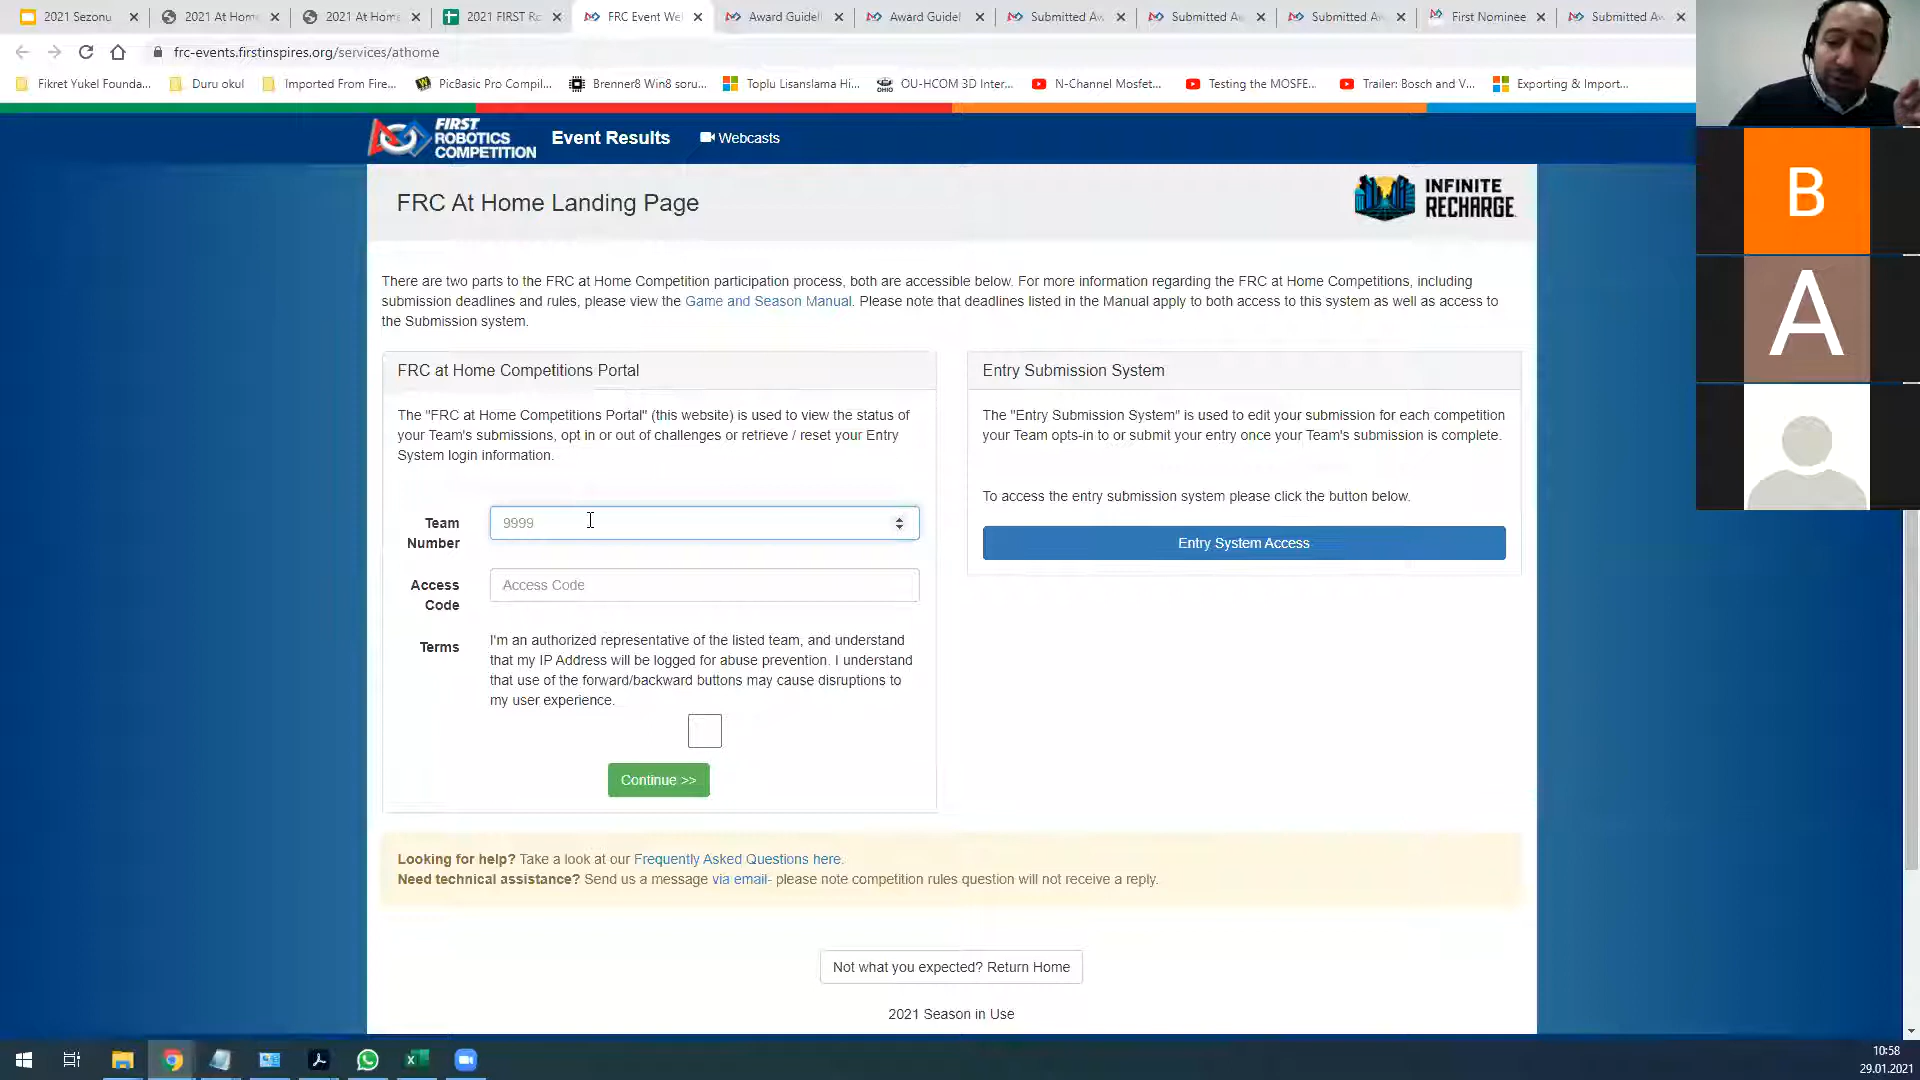 2021 Sezonu
2021 At Home
2021 At Home
2021 FIRST Ro
FRC Event We
Award Guideli
Award Guidel
Submitted Aw
Submitted A
Submitted A
First Nominee
Submitted A
frc-events.firstinspires.org/services/athome
Fikret Yukel Founda...
Duru okul
Imported From Fire...
PicBasic Pro Compil...
Brenner8 Win8 soru...
Toplu Lisanslama Hi...
OU-HCOM 3D Inter...
N-Channel Mosfet...
Testing the MOSFE...
Trailer: Bosch and V...
Exporting & Import...
FIRST
ROBOTICS
COMPETITION
Event Results
Webcasts
FRC At Home Landing Page
INFINITE
RECHARGE
There are two parts to the FRC at Home Competition participation process, both are accessible below. For more information regarding the FRC at Home Competitions, including
submission deadlines and rules, please view the Game and Season Manual. Please note that deadlines listed in the Manual apply to both access to this system as well as access to
the Submission system.
FRC at Home Competitions Portal
The "FRC at Home Competitions Portal" (this website) is used to view the status of
your Team's submissions, opt in or out of challenges or retrieve / reset your Entry
System login information.
Team
Number
9999
Access
Code
Access Code
Terms
I'm an authorized representative of the listed team, and understand
that my IP Address will be logged for abuse prevention. I understand
that use of the forward/backward buttons may cause disruptions to
my user experience.
Continue >>
Entry Submission System
The "Entry Submission System" is used to edit your submission for each competition
your Team opts-in to or submit your entry once your Team's submission is complete.
To access the entry submission system please click the button below.
Entry System Access
Looking for help? Take a look at our Frequently Asked Questions here.
Need technical assistance? Send us a message via email- please note competition rules question will not receive a reply.
Not what you expected? Return Home
2021 Season in Use
B
A
10:58
29.01.2021